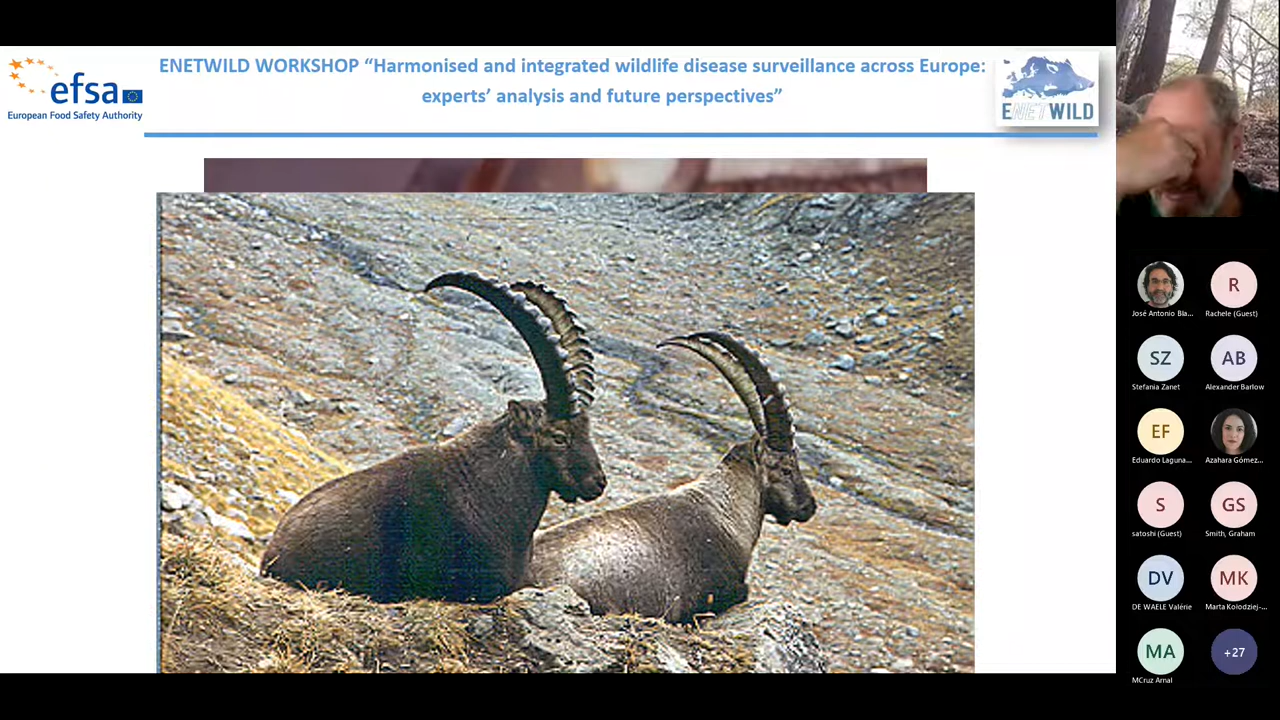 efsa
European Food Safety Authority
ENETWILD WORKSHOP “Harmonised and integrated wildlife disease surveillance across Europe:
experts’ analysis and future perspectives”
ENETWILD
José Antonio Bla...
R
Rachele (Guest)
SZ
Stefania Zanet
AB
Alexander Barlow
EF
Eduardo Laguna...
Azahara Gómez...
S
satoshi (Guest)
GS
Smith, Graham
DV
DE WAELE Valérie
MK
Marta Kołodziej-...
MA
MCruz Arnal
+27